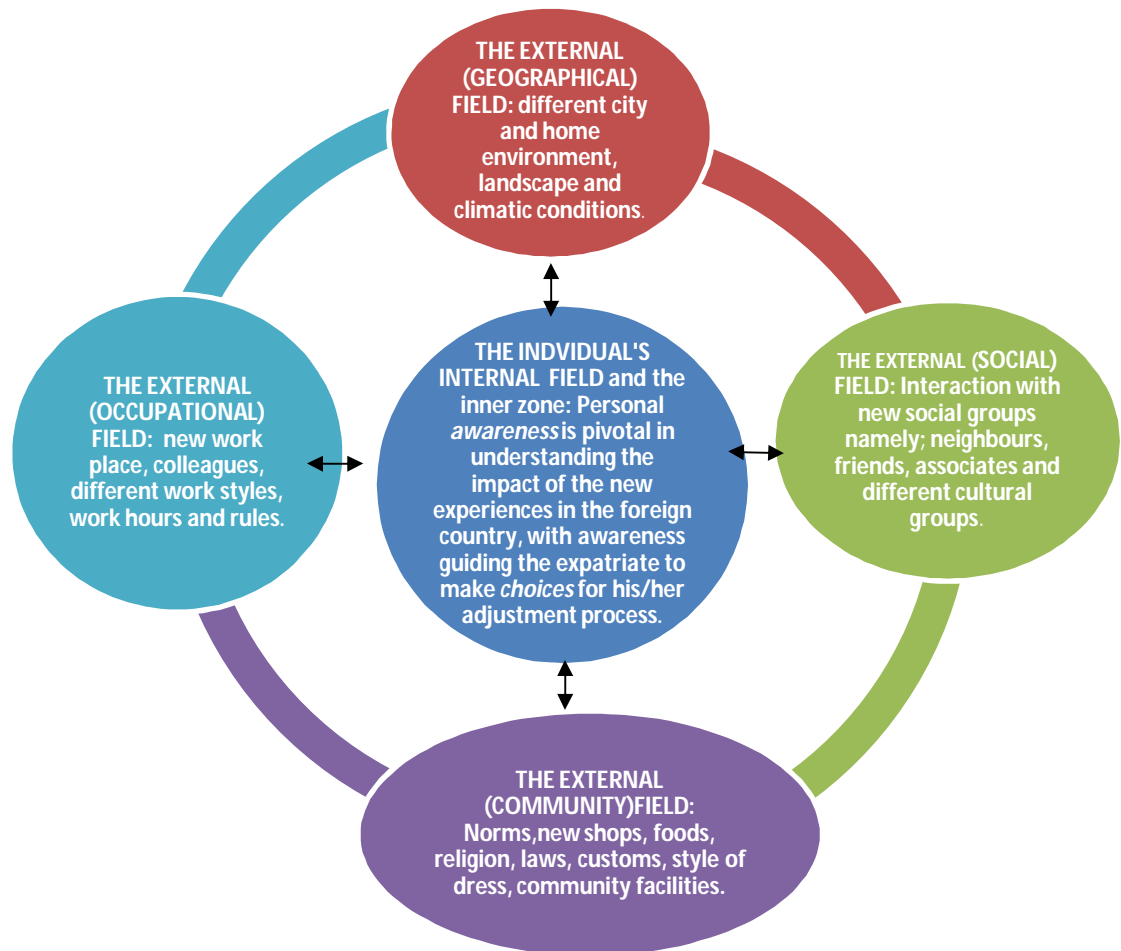 THE EXTERNAL
(GEOGRAPHICAL)
FIELD: different city
and home
environment,
landscape and
climatic conditions.
THE EXTERNAL
(OCCUPATIONAL)
FIELD: new work
place, colleagues,
different work styles,
work hours and rules.
THE INDVIDUAL'S
INTERNAL FIELD and the
inner zone: Personal
awareness is pivotal in
understanding the
impact of the new
experiences in the foreign
country, with awareness
guiding the expatriate to
make choices for his/her
adjustment process.
THE EXTERNAL (SOCIAL)
FIELD: Interaction with
new social groups
namely; neighbours,
friends, associates and
different cultural
groups.
THE EXTERNAL
(COMMUNITY)FIELD:
Norms,new shops, foods,
religion, laws, customs, style of
dress, community facilities.